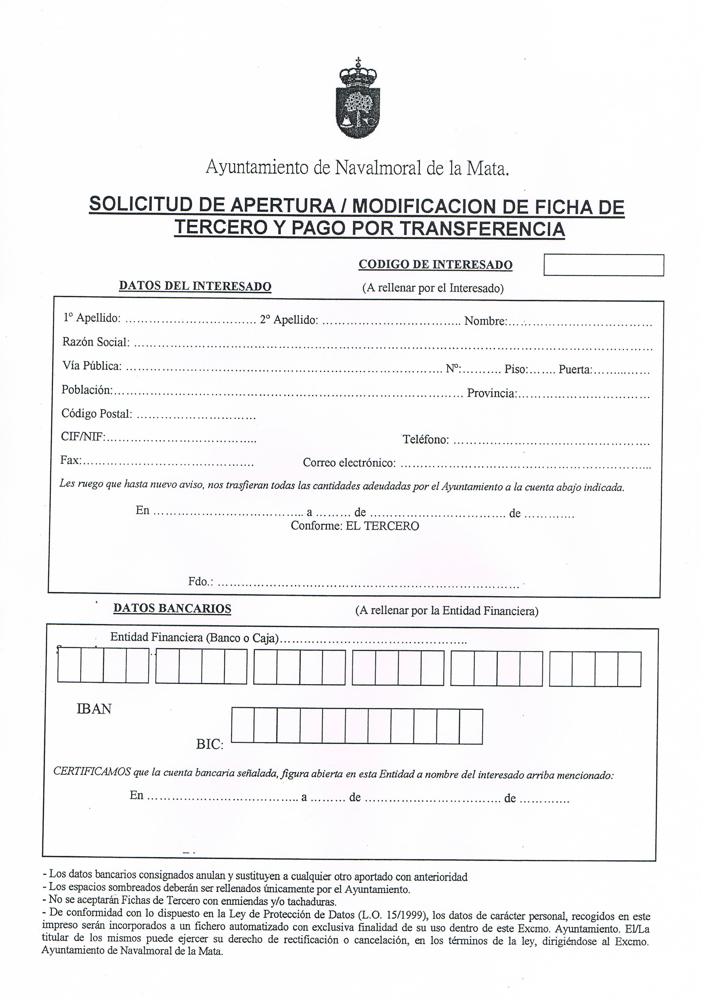 Ayuntamiento de Navalmoral de la Mata.
SOLICITUD DE APERTURA / MODIFICACION DE FICHA DE
TERCERO Y PAGO POR TRANSFERENCIA
CODIGO DE INTERESADO
DATOS DEL INTERESADO (A rellenar por el Interesado)
1º Apellido: ................................ 2º Apellido: ................................ Nombre:................................
Razón Social: ................................................................
Vía Pública: ................................................ Nº:.......... Piso:....... Puerta:..............
Población:................................................ Provincia:................................
Código Postal: ..............................
CIF/NIF:.................................... Teléfono: ................................................
Fax:.......................................... Correo electrónico: ................................................
Les ruego que hasta nuevo aviso, nos trasfieran todas las cantidades adeudadas por el Ayuntamiento a la cuenta abajo indicada.
En ...................................... a ......... de .................................. de .............
Conforme: EL TERCERO
Fdo.: ................................................................
DATOS BANCARIOS (A rellenar por la Entidad Financiera)
Entidad Financiera (Banco o Caja)................................................
IBAN
BIC:
CERTIFICAMOS que la cuenta bancaria señalada, figura abierta en esta Entidad a nombre del interesado arriba mencionado:
En ...................................... a ......... de .................................. de .............
- Los datos bancarios consignados anulan y sustituyen a cualquier otro aportado con anterioridad
- Los espacios sombreados deberán ser rellenados únicamente por el Ayuntamiento.
- No se aceptarán Fichas de Tercero con enmiendas y/o tachaduras.
- De conformidad con lo dispuesto en la Ley de Protección de Datos (L.O. 15/1999), los datos de carácter personal, recogidos en este
impreso serán incorporados a un fichero automatizado con exclusiva finalidad de su uso dentro de este Excmo. Ayuntamiento. El/La
titular de los mismos puede ejercer su derecho de rectificación o cancelación, en los términos de la ley, dirigiéndose al Excmo.
Ayuntamiento de Navalmoral de la Mata.